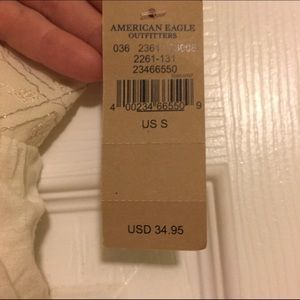 AMERICAN EAGLE
OUTFITTERS
036 2361
2261-131
23466550
4 00234 66550 9
US S
USD 34.95